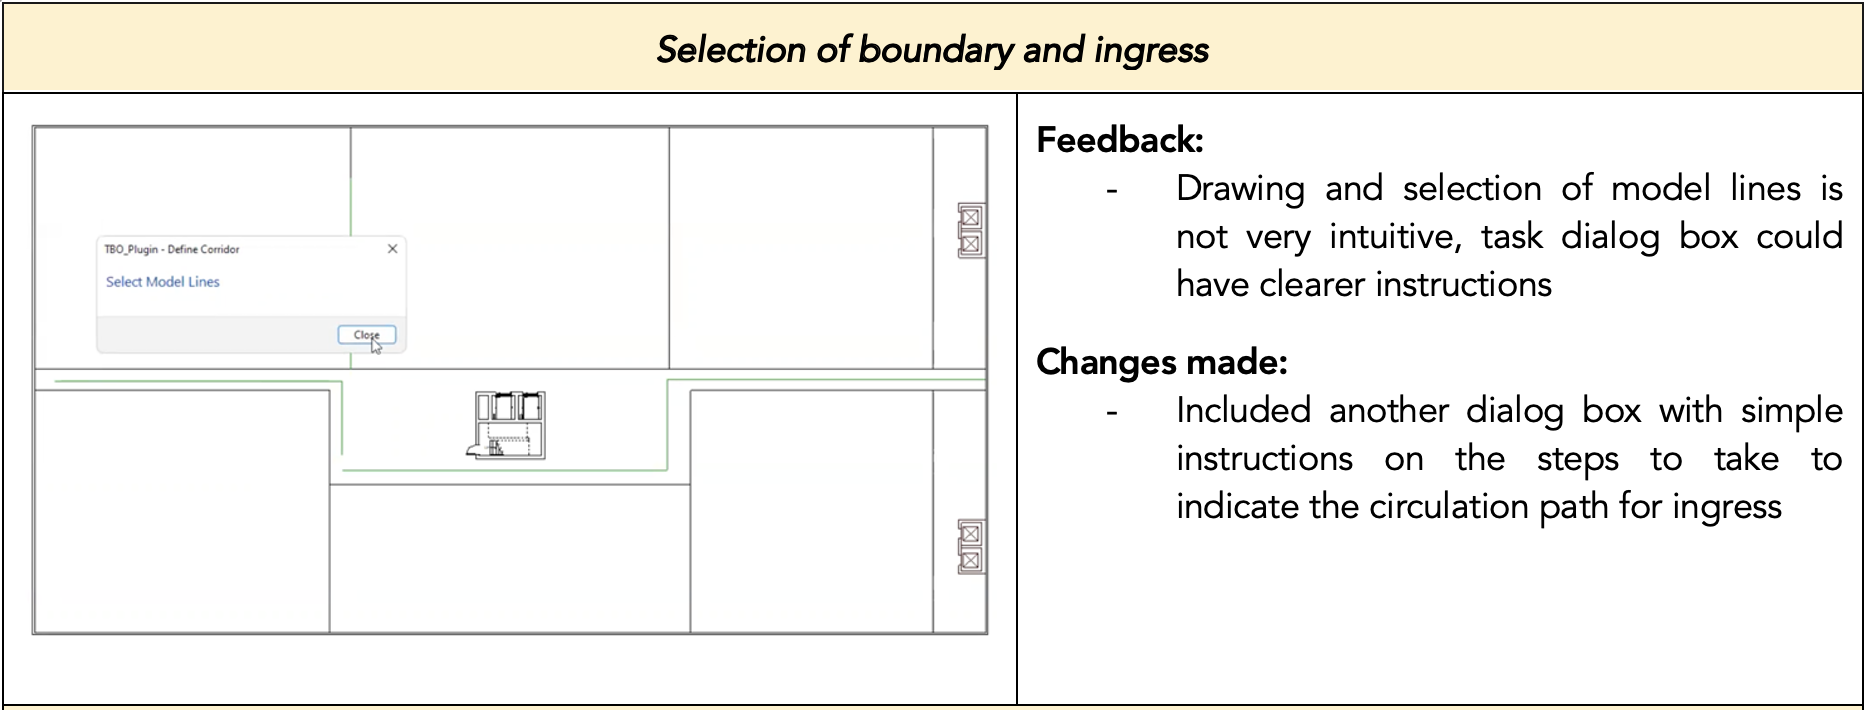 Selection of boundary and ingress
TBO_Plugin - Define Corridor
Select Model Lines
Close
Feedback:
- Drawing and selection of model lines is
not very intuitive, task dialog box could
have clearer instructions
Changes made:
- Included another dialog box with simple
instructions on the steps to take to
indicate the circulation path for ingress